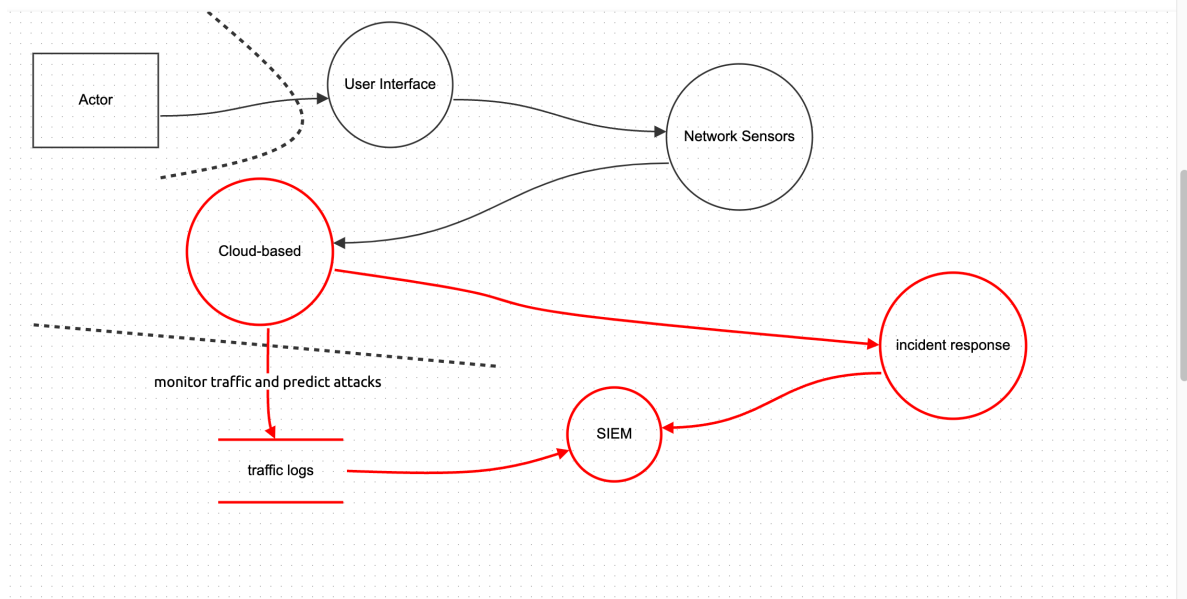 Actor
User Interface
Network Sensors
Cloud-based
incident response
monitor traffic and predict attacks
SIEM
traffic logs